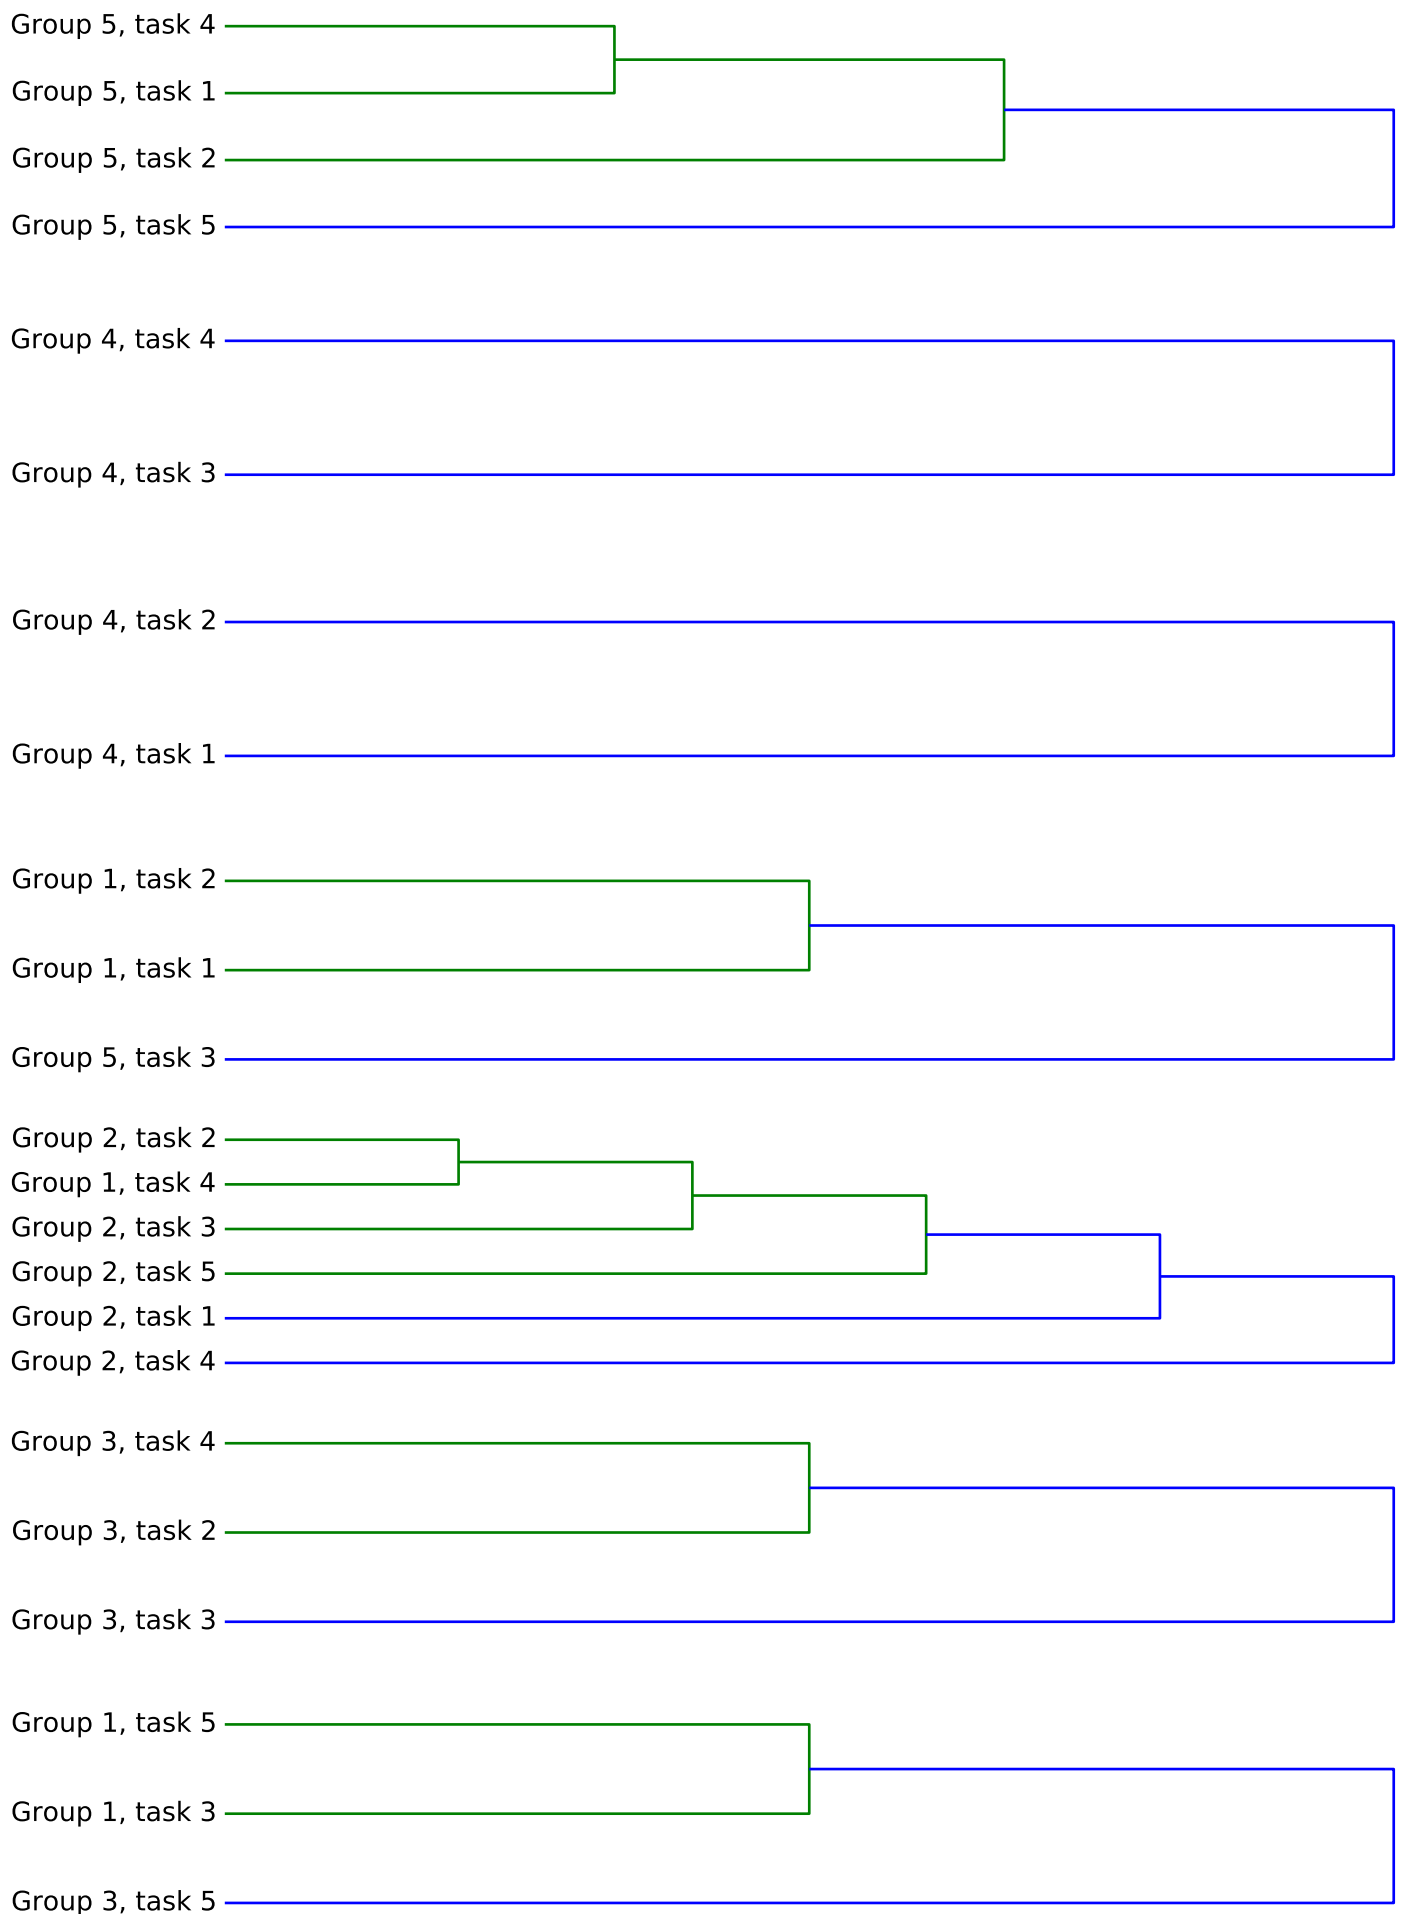 Group 5, task 4
Group 5, task 1
Group 5, task 2
Group 5, task 5
Group 4, task 4
Group 4, task 3
Group 4, task 2
Group 4, task 1
Group 1, task 2
Group 1, task 1
Group 5, task 3
Group 2, task 2
Group 1, task 4
Group 2, task 3
Group 2, task 5
Group 2, task 1
Group 2, task 4
Group 3, task 4
Group 3, task 2
Group 3, task 3
Group 1, task 5
Group 1, task 3
Group 3, task 5